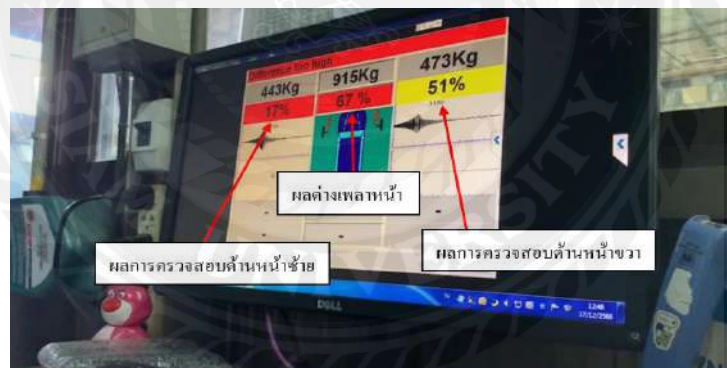 Difference too high
443Kg 915Kg 473Kg
17% 67 % 51%
ผลต่างเพลาหน้า
ผลการตรวจสอบด้านหน้าซ้าย
ผลการตรวจสอบด้านหน้าขวา
DELL
12:48
UNIVERSITY